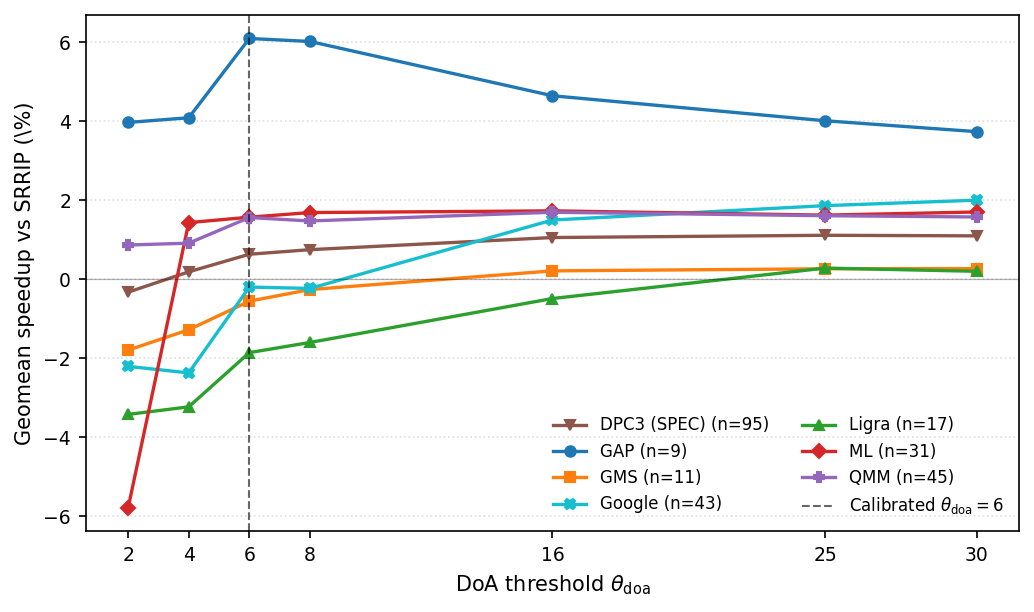 Geomean speedup vs SRRIP (\%)
6
4
2
0
−2
−4
−6
DPC3 (SPEC) (n=95)
GAP (n=9)
GMS (n=11)
Google (n=43)
Ligra (n=17)
ML (n=31)
QMM (n=45)
Calibrated θdoa = 6
2 4 6 8 16 25 30
DoA threshold θdoa